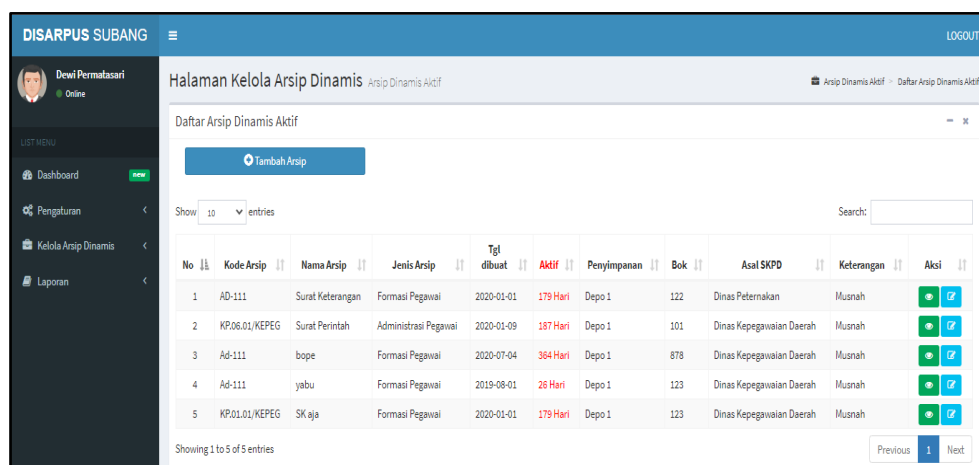 DISARPUS SUBANG
LOGOUT
Dewi Permatasari
Online
LIST MENU
Dashboard new
Pengaturan
Kelola Arsip Dinamis
Laporan
Halaman Kelola Arsip Dinamis Arsip Dinamis Aktif
Arsip Dinamis Aktif > Daftar Arsip Dinamis Aktif
Daftar Arsip Dinamis Aktif
Tambah Arsip
Show 10 entries
Search:
No Kode Arsip Nama Arsip Jenis Arsip Tgl dibuat Aktif Penyimpanan Bok Asal SKPD Keterangan Aksi
1 AD-111 Surat Keterangan Formasi Pegawai 2020-01-01 179 Hari Depo 1 122 Dinas Peternakan Musnah
2 KP.06.01/KEPEG Surat Perintah Administrasi Pegawai 2020-01-09 187 Hari Depo 1 101 Dinas Kepegawaian Daerah Musnah
3 Ad-111 bope Formasi Pegawai 2020-07-04 364 Hari Depo 1 878 Dinas Kepegawaian Daerah Musnah
4 Ad-111 yabu Formasi Pegawai 2019-08-01 26 Hari Depo 1 123 Dinas Kepegawaian Daerah Musnah
5 KP.01.01/KEPEG SK aja Formasi Pegawai 2020-01-01 179 Hari Depo 1 123 Dinas Kepegawaian Daerah Musnah
Showing 1 to 5 of 5 entries
Previous 1 Next